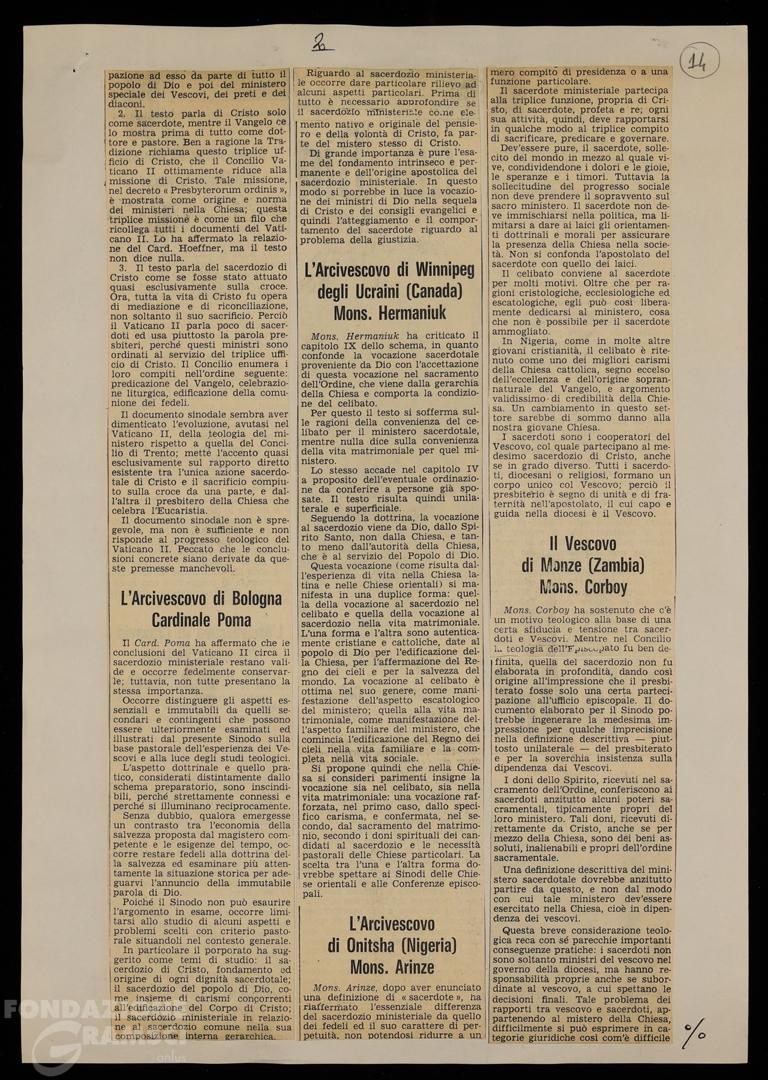 2
14
pazione ad esso da parte di tutto il
popolo di Dio e poi del ministero
speciale dei Vescovi, dei preti e dei
diaconi.
2. Il testo parla di Cristo solo
come sacerdote, mentre il Vangelo ce
lo mostra prima di tutto come dot-
tore e pastore. Ben a ragione la Tra-
dizione richiama questo triplice uf-
ficio di Cristo, che il Concilio Va-
ticano II ottimamente riduce alla
missione di Cristo. Tale missione,
nel decreto « Presbyterorum ordinis »,
è mostrata come origine e norma
dei ministeri nella Chiesa; questa
triplice missione è come un filo che
ricollega tutti i documenti del Vati-
cano II. Lo ha affermato la relazio-
ne del Card. Hoeffner, ma il testo
non dice nulla.
3. Il testo parla del sacerdozio di
Cristo come se fosse stato attuato
quasi esclusivamente sulla croce.
Ora, tutta la vita di Cristo fu opera
di mediazione e di riconciliazione,
non soltanto il suo sacrificio. Perciò
il Vaticano II parla poco di sacer-
doti ed usa piuttosto la parola pre-
sbiteri, perché questi ministri sono
ordinati al servizio del triplice uffi-
cio di Cristo. Il Concilio enumera i
loro compiti nell'ordine seguente:
predicazione del Vangelo, celebrazio-
ne liturgica, edificazione della comu-
nione dei fedeli.
Il documento sinodale sembra aver
dimenticato l'evoluzione, avutasi nel
Vaticano II, della teologia del mi-
nistero rispetto a quella del Conci-
lio di Trento; mette l'accento quasi
esclusivamente sul rapporto diretto
esistente tra l'unica azione sacerdo-
tale di Cristo e il sacrificio compiu-
to sulla croce da una parte, e dal-
l'altra il presbitero della Chiesa che
celebra l'Eucaristia.
Il documento sinodale non è spre-
gevole, ma non è sufficiente e non
risponde al progresso teologico del
Vaticano II. Peccato che le conclu-
sioni concrete siano derivate da que-
ste premesse manchevoli.
L'Arcivescovo di Bologna
Cardinale Poma
Il Card. Poma ha affermato che le
conclusioni del Vaticano II circa il
sacerdozio ministeriale restano vali-
de e occorre fedelmente conservar-
le; tuttavia, non tutte presentano la
stessa importanza.
Occorre distinguere gli aspetti es-
senziali e immutabili da quelli se-
condari e contingenti che possono
essere ulteriormente esaminati ed
illustrati dal presente Sinodo sulla
base pastorale dell'esperienza dei Ve-
scovi e alla luce degli studi teologici.
L'aspetto dottrinale e quello pra-
tico, considerati distintamente dallo
schema preparatorio, sono inscindi-
bili, perché strettamente connessi e
perché si illuminano reciprocamente.
Senza dubbio, qualora emergesse
un contrasto tra l'economia della
salvezza proposta dal magistero com-
petente e le esigenze del tempo, oc-
corre restare fedeli alla dottrina del-
la salvezza ed esaminare più atten-
tamente la situazione storica per ade-
guarvi l'annuncio della immutabile
parola di Dio.
Poiché il Sinodo non può esaurire
l'argomento in esame, occorre limi-
tarsi allo studio di alcuni aspetti e
problemi scelti con criterio pasto-
rale situandoli nel contesto generale.
In particolare il porporato ha sug-
gerito come temi di studio: il sa-
cerdozio di Cristo, fondamento ed
origine di ogni dignità sacerdotale;
il sacerdozio del popolo di Dio, co-
me insieme di carismi concorrenti
all'edificazione del Corpo di Cristo;
il sacerdozio ministeriale in relazio-
ne al sacerdozio comune nella sua
composizione interna gerarchica.
Riguardo al sacerdozio ministeria-
le occorre dare particolare rilievo ad
alcuni aspetti particolari. Prima di
tutto è necessario approfondire se
il sacerdozio ministeriale come ele-
mento nativo e originale del pensie-
ro e della volontà di Cristo, fa par-
te del mistero stesso di Cristo.
Di grande importanza è pure l'esa-
me del fondamento intrinseco e per-
manente e dell'origine apostolica del
sacerdozio ministeriale. In questo
modo si porrebbe in luce la vocazio-
ne dei ministri di Dio nella sequela
di Cristo e dei consigli evangelici e
quindi l'atteggiamento e il compor-
tamento del sacerdote riguardo al
problema della giustizia.
L'Arcivescovo di Winnipeg
degli Ucraini (Canada)
Mons. Hermaniuk
Mons. Hermaniuk ha criticato il
capitolo IX dello schema, in quanto
confonde la vocazione sacerdotale
proveniente da Dio con l'accettazione
di questa vocazione nel sacramento
dell'Ordine, che viene dalla gerarchia
della Chiesa e comporta la condizio-
ne del celibato.
Per questo il testo si sofferma sul-
le ragioni della convenienza del ce-
libato per il ministero sacerdotale,
mentre nulla dice sulla convenienza
della vita matrimoniale per quel mi-
nistero.
Lo stesso accade nel capitolo IV
a proposito dell'eventuale ordinazio-
ne da conferire a persone già spo-
sate. Il testo risulta quindi unila-
terale e superficiale.
Seguendo la dottrina, la vocazione
al sacerdozio viene da Dio, dallo Spi-
rito Santo, non dalla Chiesa, e tan-
to meno dall'autorità della Chiesa,
che è al servizio del Popolo di Dio.
Questa vocazione (come risulta dal-
l'esperienza di vita nella Chiesa la-
tina e nelle Chiese orientali) si ma-
nifesta in una duplice forma: quel-
la della vocazione al sacerdozio nel
celibato e quella della vocazione al
sacerdozio nella vita matrimoniale.
L'una forma e l'altra sono autentica-
mente cristiane e cattoliche, date al
popolo di Dio per l'edificazione del-
la Chiesa, per l'affermazione del Re-
gno dei cieli e per la salvezza del
mondo. La vocazione al celibato è
ottima nel suo genere, come mani-
festazione dell'aspetto escatologico
del ministero; quella alla vita ma-
trimoniale, come manifestazione del-
l'aspetto familiare del ministero, che
comincia l'edificazione del Regno dei
cieli nella vita familiare e la com-
pleta nella vita sociale.
Si propone quindi che nella Chie-
sa si consideri parimenti insigne la
vocazione sia nel celibato, sia nella
vita matrimoniale: una vocazione raf-
forzata, nel primo caso, dallo speci-
fico carisma, e confermata, nel se-
condo, dal sacramento del matrimo-
nio, secondo i doni spirituali dei can-
didati al sacerdozio e le necessità
pastorali delle Chiese particolari. La
scelta tra l'una e l'altra forma do-
vrebbe spettare ai Sinodi delle Chie-
se orientali e alle Conferenze episco-
pali.
L'Arcivescovo
di Onitsha (Nigeria)
Mons. Arinze
Mons. Arinze, dopo aver enunciato
una definizione di « sacerdote », ha
riaffermato l'essenziale differenza
del sacerdozio ministeriale da quello
dei fedeli ed il suo carattere di per-
petuità, non potendosi ridurre a un
mero compito di presidenza o a una
funzione particolare.
Il sacerdote ministeriale partecipa
alla triplice funzione, propria di Cri-
sto, di sacerdote, profeta e re; ogni
sua attività, quindi, deve rapportarsi
in qualche modo al triplice compito
di sacrificare, predicare e governare.
Dev'essere pure, il sacerdote, solle-
cito del mondo in mezzo al quale vi-
ve, condividendone i dolori e le gioie,
le speranze e i timori. Tuttavia la
sollecitudine del progresso sociale
non deve prendere il sopravvento sul
sacro ministero. Il sacerdote non de-
ve immischiarsi nella politica, ma li-
mitarsi a dare ai laici gli orientamen-
ti dottrinali e morali per assicurare
la presenza della Chiesa nella socie-
tà. Non si confonda l'apostolato del
sacerdote con quello dei laici.
Il celibato conviene al sacerdote
per molti motivi. Oltre che per ra-
gioni cristologiche, ecclesiologiche ed
escatologiche, egli può così libera-
mente dedicarsi al ministero, cosa
che non è possibile per il sacerdote
ammogliato.
In Nigeria, come in molte altre
giovani cristianità, il celibato è rite-
nuto come uno dei migliori carismi
della Chiesa cattolica, segno eccelso
dell'eccellenza e dell'origine sopran-
naturale del Vangelo, e argomento
validissimo di credibilità della Chie-
sa. Un cambiamento in questo set-
tore sarebbe di sommo danno alla
nostra giovane Chiesa.
I sacerdoti sono i cooperatori del
Vescovo, col quale partecipano al me-
desimo sacerdozio di Cristo, anche
se in grado diverso. Tutti i sacerdo-
ti, diocesani o religiosi, formano un
corpo unico col Vescovo; perciò il
presbiterio è segno di unità e di fra-
ternità nell'apostolato, il cui capo e
guida nella diocesi è il Vescovo.
Il Vescovo
di Monze (Zambia)
Mons. Corboy
Mons. Corboy ha sostenuto che c'è
un motivo teologico alla base di una
certa sfiducia e tensione tra sacer-
doti e Vescovi. Mentre nel Concilio
la teologia dell'Episcopato fu ben de-
finita, quella del sacerdozio non fu
elaborata in profondità, dando così
origine all'impressione che il presbi-
terato fosse solo una certa parteci-
pazione all'ufficio episcopale. Il do-
cumento elaborato per il Sinodo po-
trebbe ingenerare la medesima im-
pressione per qualche imprecisione
nella definizione descrittiva — piut-
tosto unilaterale — del presbiterato
e per la soverchia insistenza sulla
dipendenza dai Vescovi.
I doni dello Spirito, ricevuti nel sa-
cramento dell'Ordine, conferiscono ai
sacerdoti anzitutto alcuni poteri sa-
cramentali, tipicamente propri del
loro ministero. Tali doni, ricevuti di-
rettamente da Cristo, anche se per
mezzo della Chiesa, sono dei beni as-
soluti, inalienabili e propri dell'ordine
sacramentale.
Una definizione descrittiva del mini-
stero sacerdotale dovrebbe anzitutto
partire da questo, e non dal modo
con cui tale ministero dev'essere
esercitato nella Chiesa, cioè in dipen-
denza dei vescovi.
Questa breve considerazione teolo-
gica reca con sé parecchie importanti
conseguenze pratiche: i sacerdoti non
sono soltanto ministri del vescovo nel
governo della diocesi, ma hanno re-
sponsabilità proprie anche se subor-
dinate al vescovo, a cui spettano le
decisioni finali. Tale problema dei
rapporti tra vescovo e sacerdoti, ap-
partenendo al mistero della Chiesa,
difficilmente si può esprimere in ca-
tegorie giuridiche così com'è difficile
%
FONDAZIONE
GRAMSCI
onlus